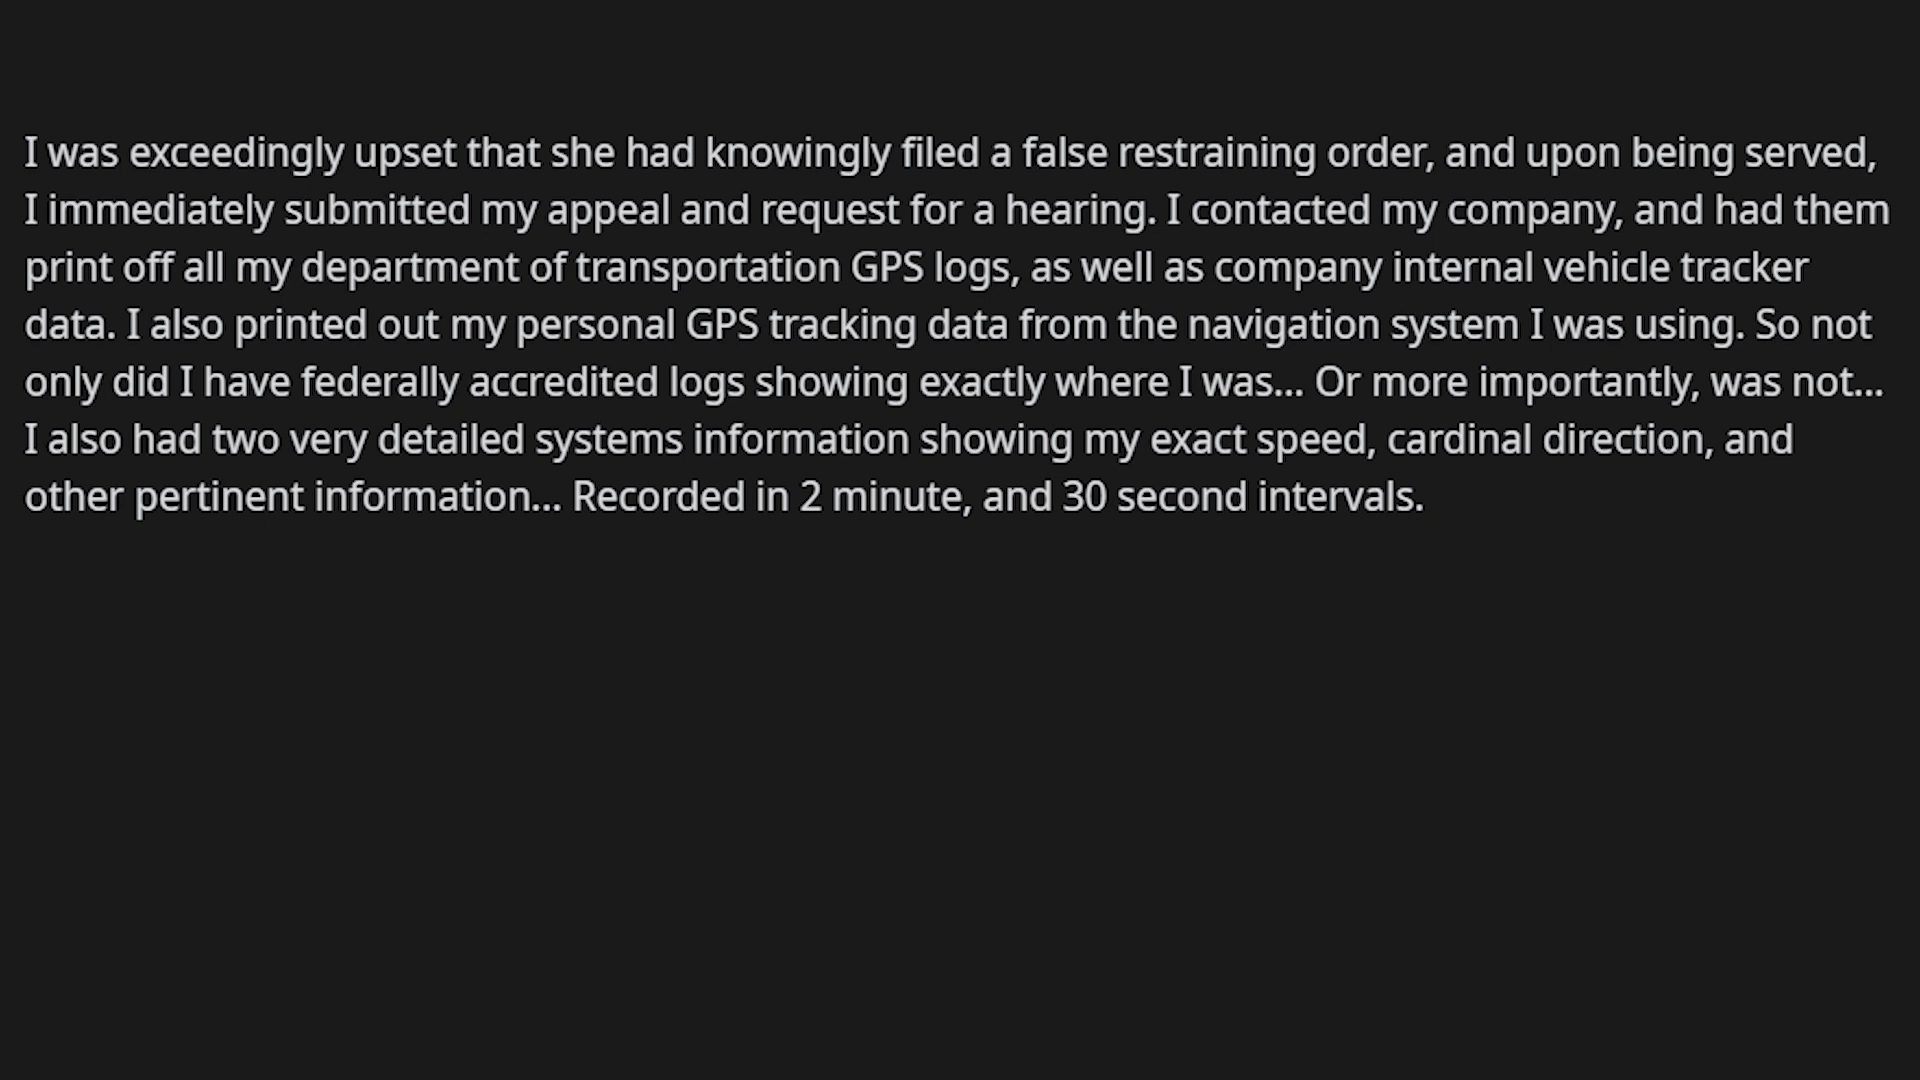 I was exceedingly upset that she had knowingly filed a false restraining order, and upon being served,
I immediately submitted my appeal and request for a hearing. I contacted my company, and had them
print off all my department of transportation GPS logs, as well as company internal vehicle tracker
data. I also printed out my personal GPS tracking data from the navigation system I was using. So not
only did I have federally accredited logs showing exactly where I was... Or more importantly, was not...
I also had two very detailed systems information showing my exact speed, cardinal direction, and
other pertinent information... Recorded in 2 minute, and 30 second intervals.